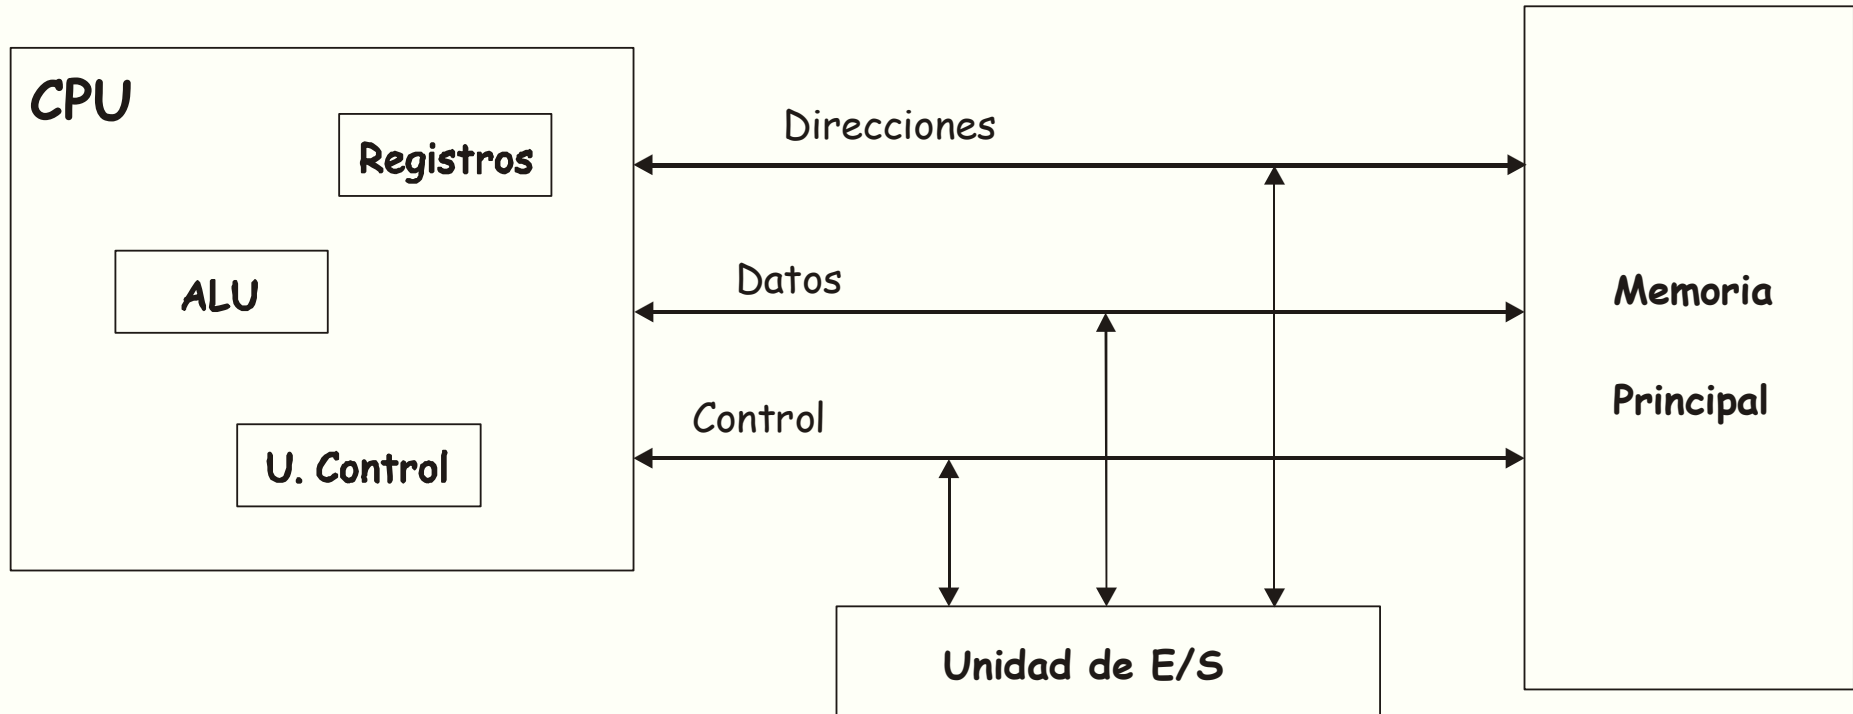 CPU
Registros
ALU
U. Control
Direcciones
Datos
Control
Memoria
Principal
Unidad de E/S